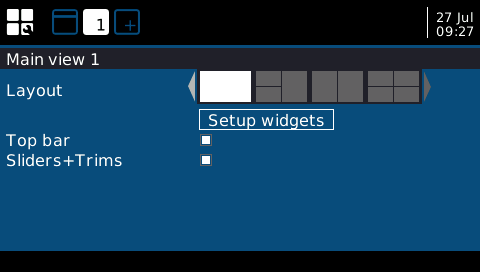 1
+
27 Jul
09:27
Main view 1
Layout
Setup widgets
Top bar
Sliders+Trims